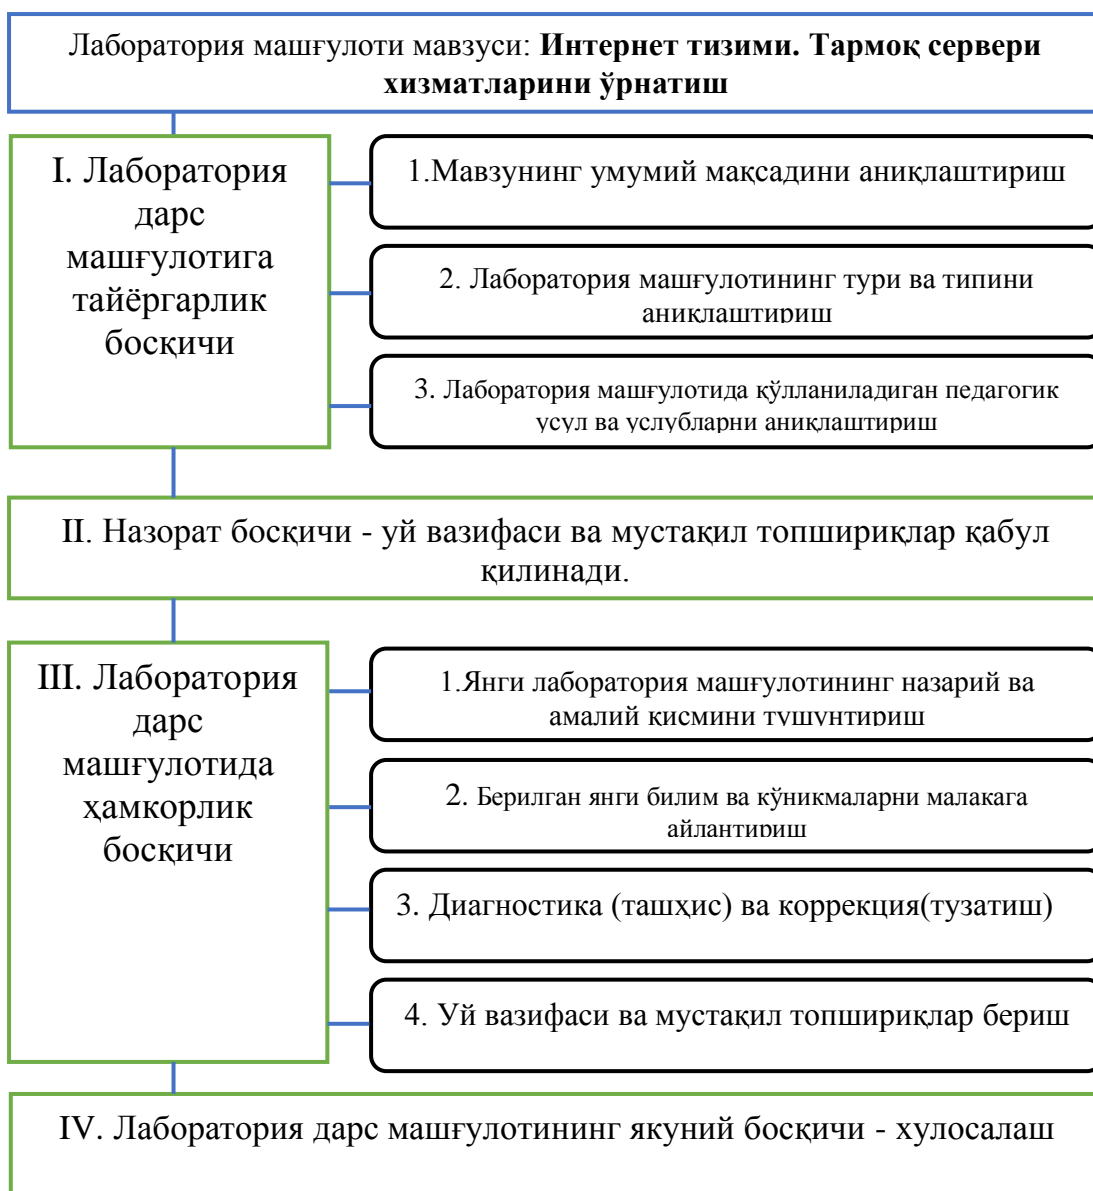 Лаборатория машғулоти мавзуси: Интернет тизими. Тармоқ сервери
хизматларини ўрнатиш
I. Лаборатория
дарс
машғулотига
тайёргарлик
босқичи
1.Мавзунинг умумий мақсадини аниқлаштириш
2. Лаборатория машғулотининг тури ва типини
аниқлаштириш
3. Лаборатория машғулотида қўлланиладиган педагогик
усул ва услубларни аниқлаштириш
II. Назорат босқичи - уй вазифаси ва мустақил топшириқлар қабул
қилинади.
III. Лаборатория
дарс
машғулотида
ҳамкорлик
босқичи
1.Янги лаборатория машғулотининг назарий ва
амалий қисмини тушунтириш
2. Берилган янги билим ва кўникмаларни малакага
айлантириш
3. Диагностика (ташҳис) ва коррекция(тузатиш)
4. Уй вазифаси ва мустақил топшириқлар бериш
IV. Лаборатория дарс машғулотининг якуний босқичи - хулосалаш